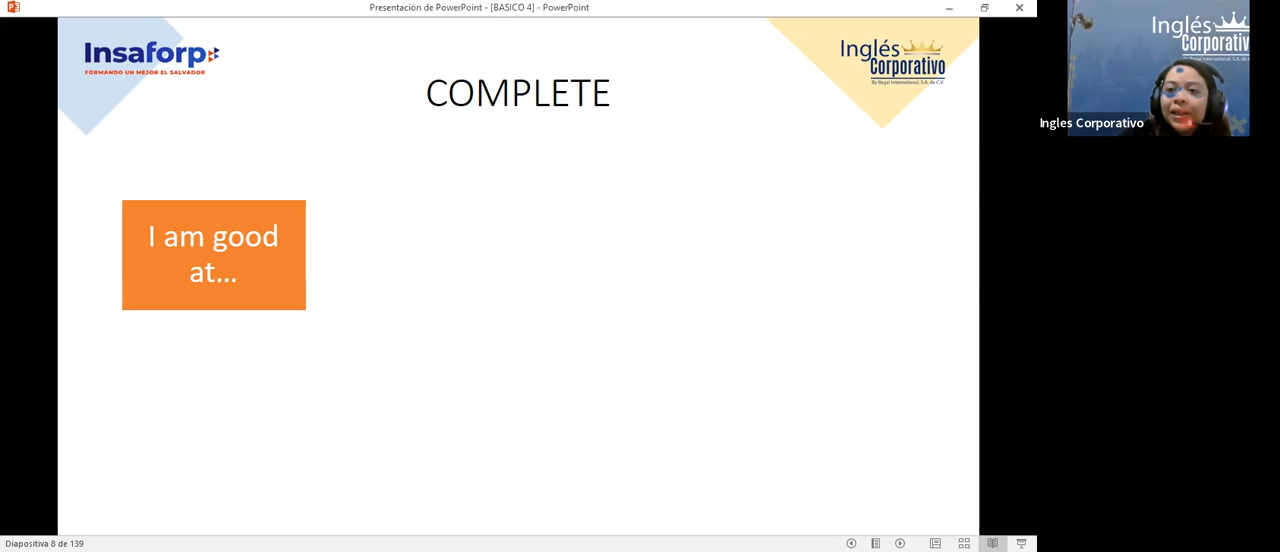 Presentación de PowerPoint - [BASICO 4] - PowerPoint
Insaforp
FORMANDO UN MEJOR EL SALVADOR
Inglés
Corporativo
By Regal International, S.A. de C.V.
COMPLETE
I am good
at...
Inglés
Corporativ
Ingles Corporativo
Diapositiva 8 de 139